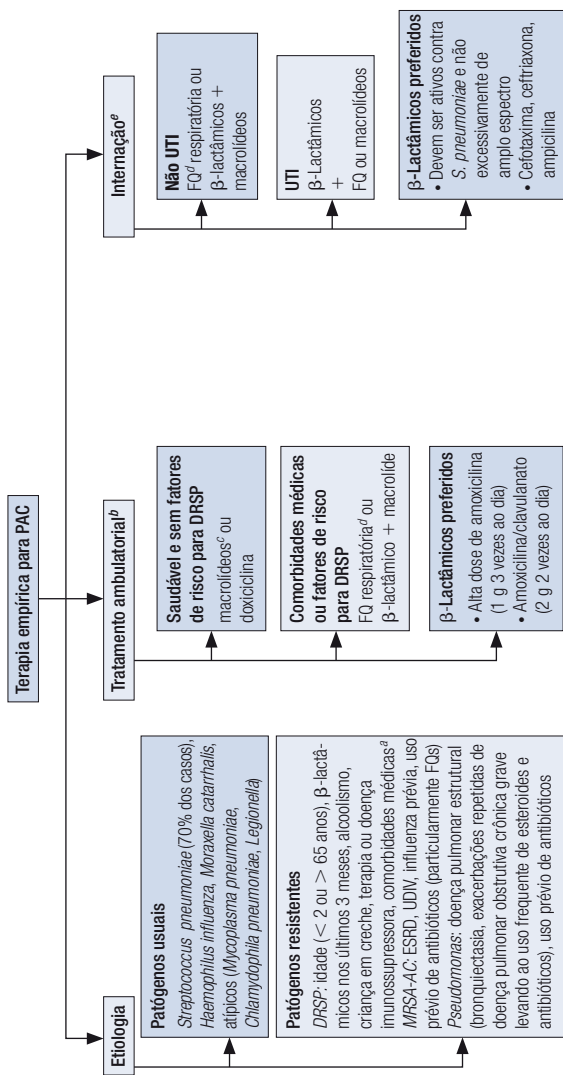 Terapia empírica para PAC
Etiologia
Patógenos usuais
Streptococcus pneumoniae (70% dos casos),
Haemophilus influenza, Moraxella catarrhalis,
atípicos (Mycoplasma pneumoniae,
Chlamydophila pneumoniae, Legionella)
Patógenos resistentes
DRSP: idade (< 2 ou > 65 anos), β-lactâ-
micos nos últimos 3 meses, alcoolismo,
criança em creche, terapia ou doença
imunossupressora, comorbidades médicasᵃ
MRSA-AC: ESRD, UDIV, influenza prévia, uso
prévio de antibióticos (particularmente FQs)
Pseudomonas: doença pulmonar estrutural
(bronquiectasia, exacerbações repetidas de
doença pulmonar obstrutiva crônica grave
levando ao uso frequente de esteroides e
antibióticos), uso prévio de antibióticos
Tratamento ambulatorialᵇ
Saudável e sem fatores
de risco para DRSP
macrolídeosᶜ ou
doxiciclina
Comorbidades médicas
ou fatores de risco
para DRSP
FQ respiratóriaᵈ ou
β-lactâmico + macrolíde
β-Lactâmicos preferidos
• Alta dose de amoxicilina
(1 g 3 vezes ao dia)
• Amoxicilina/clavulanato
(2 g 2 vezes ao dia)
Internaçãoᵉ
Não UTI
FQᵈ respiratória ou
β-lactâmicos +
macrolídeos
UTI
β-Lactâmicos
+
FQ ou macrolídeos
β-Lactâmicos preferidos
• Devem ser ativos contra
S. pneumoniae e não
excessivamente de
amplo espectro
• Cefotaxima, ceftriaxona,
ampicilina